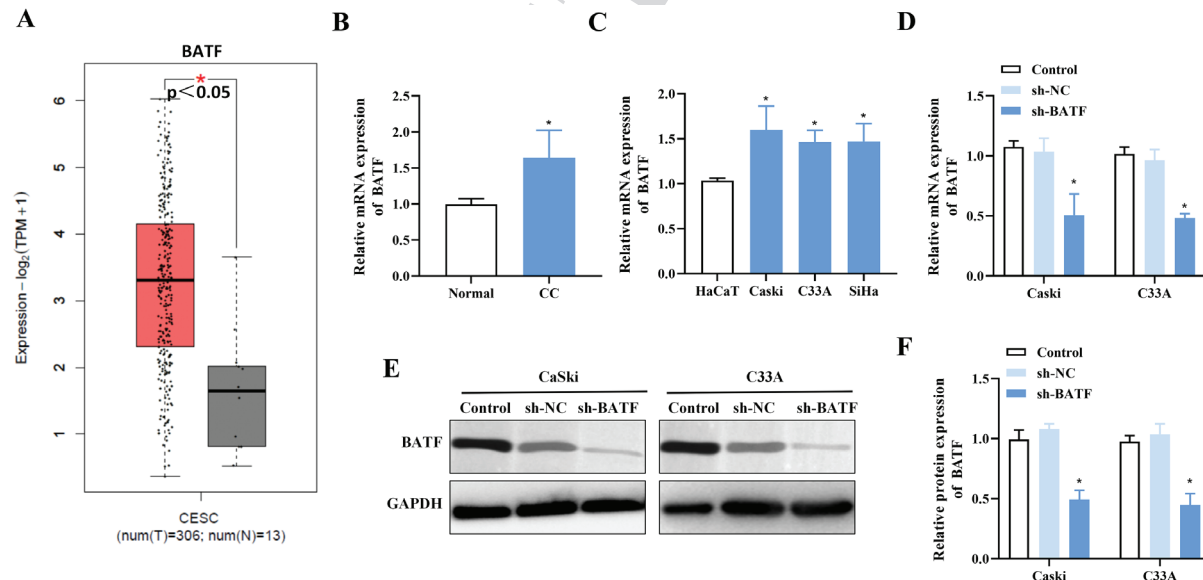 A
BATF
*
p<0.05
Expression − log2(TPM + 1)
6
5
4
3
2
1
CESC
(num(T)=306; num(N)=13)
B
Relative mRNA expression
of BATF
2.5
2.0
1.5
1.0
0.5
0.0
*
Normal CC
C
Relative mRNA expression
of BATF
2.0
1.5
1.0
0.5
0.0
* * *
HaCaT Caski C33A SiHa
D
Control
sh-NC
sh-BATF
Relative mRNA expression
of BATF
1.5
1.0
0.5
0.0
* *
Caski C33A
E
CaSki C33A
Control sh-NC sh-BATF Control sh-NC sh-BATF
BATF
GAPDH
F
Control
sh-NC
sh-BATF
Relative protein expression
of BATF
1.5
1.0
0.5
0.0
* *
Caski C33A